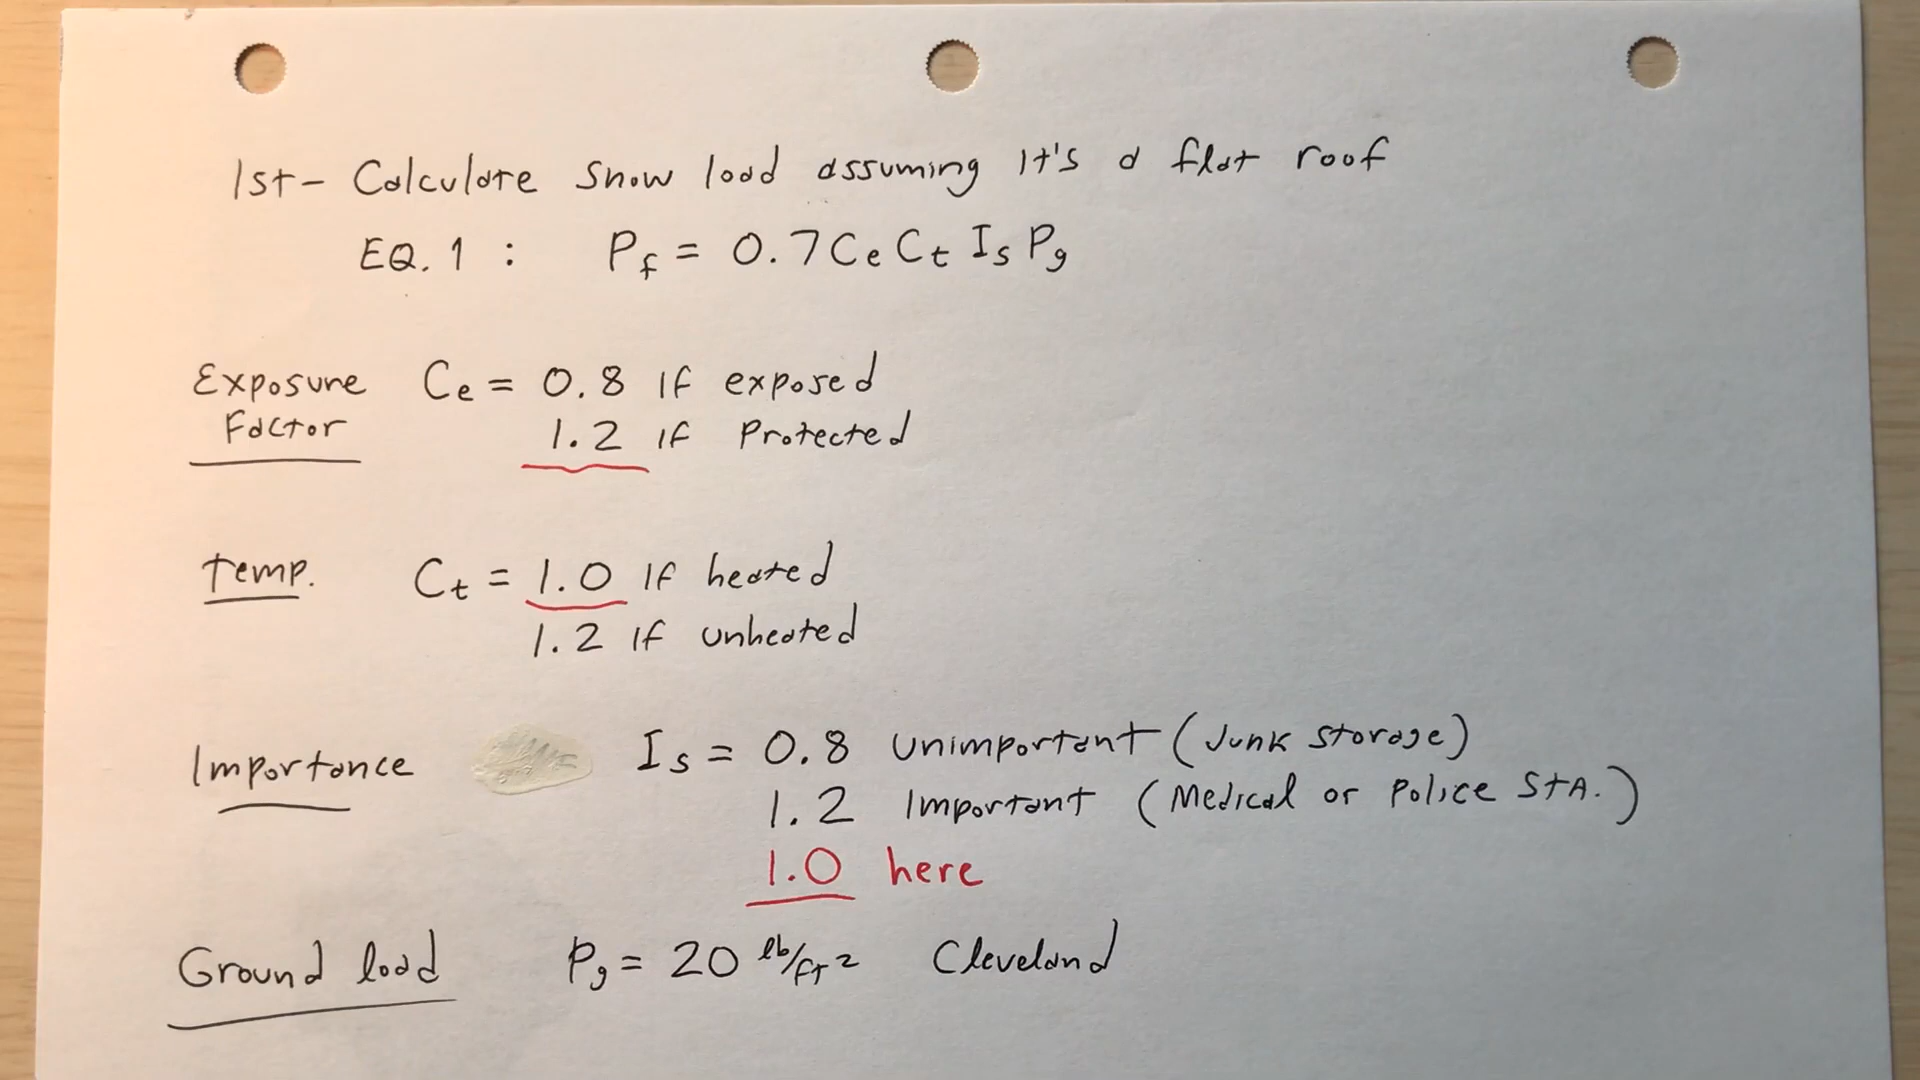 1st- Calculate Snow load assuming it's a flat roof
EQ. 1 : Pf = 0.7 Ce Ct Is Pg
Exposure Factor Ce = 0.8 if exposed
1.2 if Protected
Temp. Ct = 1.0 if heated
1.2 if unheated
Importance Is = 0.8 Unimportant (Junk Storage)
1.2 Important (Medical or Police STA.)
1.0 here
Ground load Pg = 20 lb/ft2 Cleveland